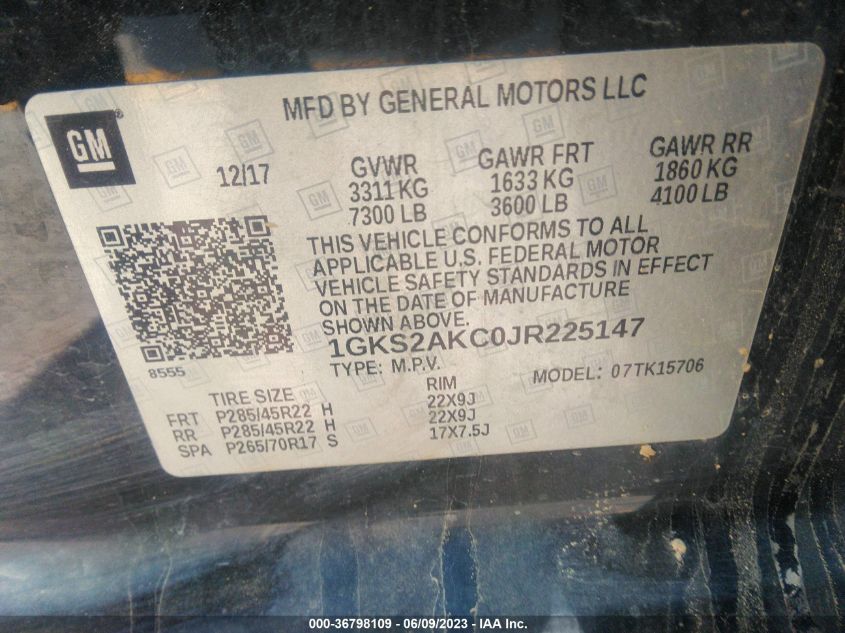 MFD BY GENERAL MOTORS LLC
GM
®
12/17
GVWR
3311 KG
7300 LB
GAWR FRT
1633 KG
3600 LB
GAWR RR
1860 KG
4100 LB
THIS VEHICLE CONFORMS TO ALL
APPLICABLE U.S. FEDERAL MOTOR
VEHICLE SAFETY STANDARDS IN EFFECT
ON THE DATE OF MANUFACTURE
SHOWN ABOVE.
1GKS2AKC0JR225147
8555
TYPE: M.P.V.
MODEL: 07TK15706
TIRE SIZE RIM
FRT P285/45R22 H 22X9J
RR P285/45R22 H 22X9J
SPA P265/70R17 S 17X7.5J
000-36798109 - 06/09/2023 - IAA Inc.